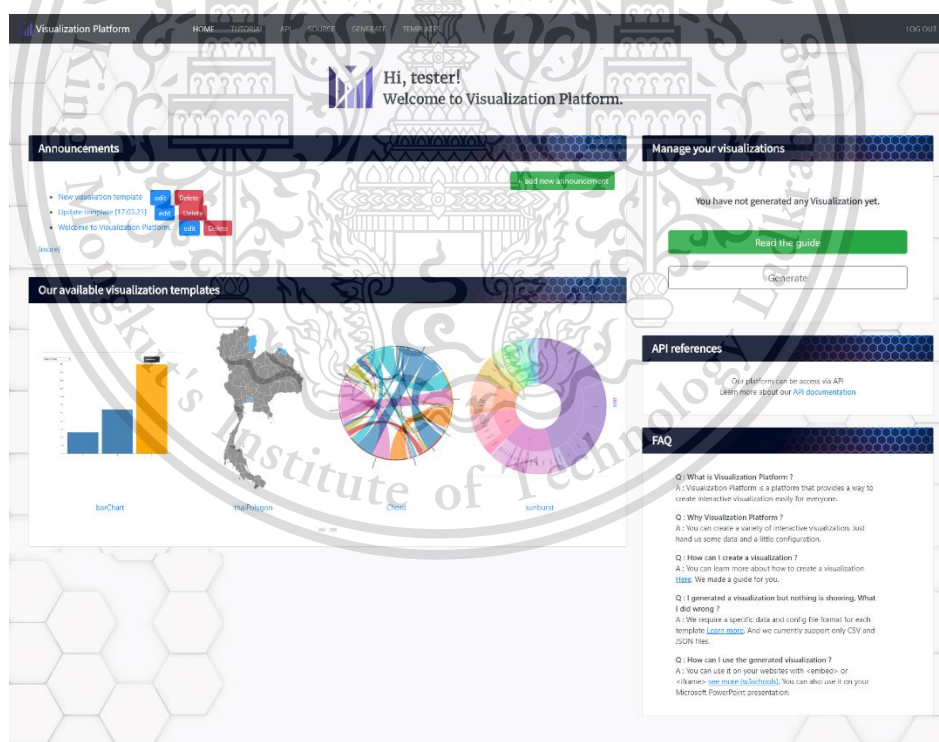 Visualization Platform HOME TUTORIAL API SOURCE GENERATE TEMPLATES LOG OUT
Hi, tester!
Welcome to Visualization Platform.
Announcements
+ add new announcement
New visualization template edit Delete
Update template [17.03.21] edit Delete
Welcome to Visualization Platform. edit Delete
[more]
Our available visualization templates
barChart
thaiPolygon
Chord
sunburst
Manage your visualizations
You have not generated any Visualization yet.
Read the guide
Generate
API references
Our platform can be access via API
Learn more about our API documentation
FAQ
Q : What is Visualization Platform ?
A : Visualization Platform is a platform that provides a way to
create interactive visualization easily for everyone.
Q : Why Visualization Platform ?
A : You can create a variety of interactive visualization. Just
hand us some data and a little configuration.
Q : How can I create a visualization ?
A : You can learn more about how to create a visualization
Here. We made a guide for you.
Q : I generated a visualization but nothing is showing, What
I did wrong ?
A : We require a specific data and config file format for each
template Learn more. And we currently support only CSV and
JSON files.
Q : How can I use the generated visualization ?
A : You can use it on your websites with <embed> or
<iframe> see more (w3schools). You can also use it on your
Microsoft PowerPoint presentation.
King Mongkut's Institute of Technology Ladkrabang